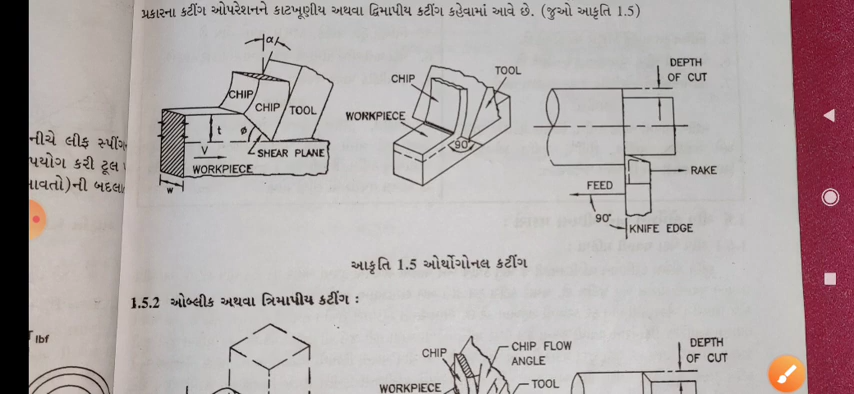 પ્રકારના કટીંગ ઓપરેશનને કાટખૂણીય અથવા દ્વિમાપીય કટીંગ કહેવામાં આવે છે. (જુઓ આકૃતિ 1.5)
α
CHIP
CHIP
TOOL
t
ø
V
SHEAR PLANE
WORKPIECE
W
CHIP
TOOL
WORKPIECE
90°
DEPTH
OF CUT
RAKE
FEED
90°
KNIFE EDGE
નીચે લીફ સ્પ્રીંગ
પયોગ કરી ટૂલ
ાવતો)ની બદલા
આકૃતિ 1.5 ઓર્થોગોનલ કટીંગ
1.5.2 ઓબ્લીક અથવા ત્રિમાપીય કટીંગ :
lbf
CHIP
CHIP FLOW
ANGLE
TOOL
WORKPIECE
DEPTH
OF CUT